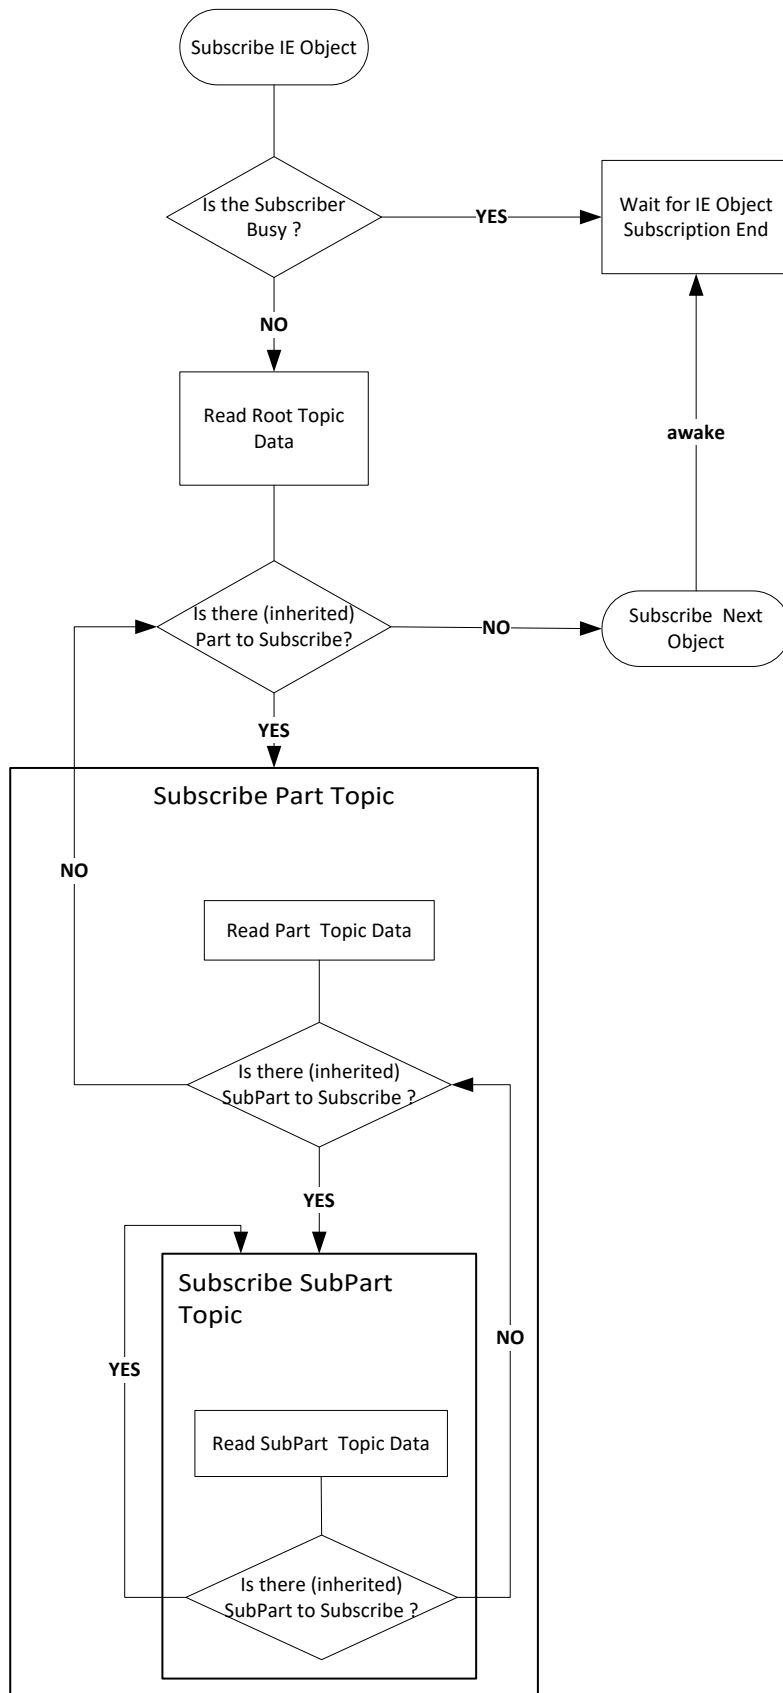 Subscribe IE Object
Is the Subscriber
Busy ?
YES
Wait for IE Object
Subscription End
NO
Read Root Topic
Data
awake
Is there (inherited)
Part to Subscribe?
NO
Subscribe Next
Object
YES
Subscribe Part Topic
NO
Read Part Topic Data
Is there (inherited)
SubPart to Subscribe ?
YES
Subscribe SubPart
Topic
NO
YES
Read SubPart Topic Data
Is there (inherited)
SubPart to Subscribe ?